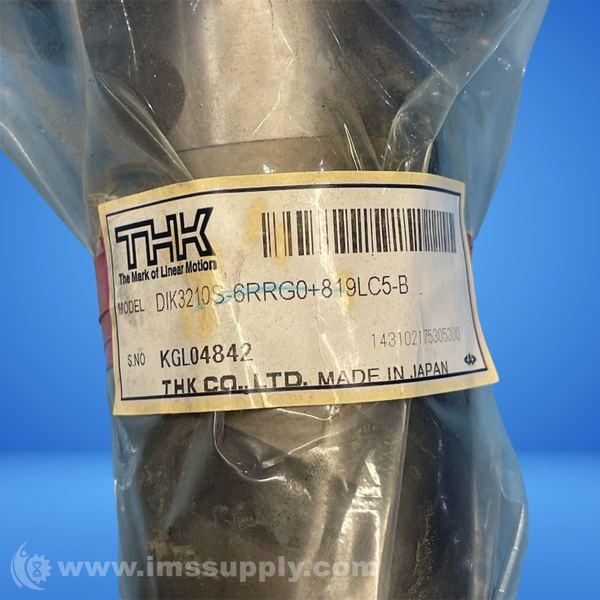 THK
The Mark of Linear Motion
MODEL DIK3210S-6RRG0+819LC5-B
143102175305300
S.NO KGL04842
THK CO., LTD. MADE IN JAPAN
www.imssupply.com